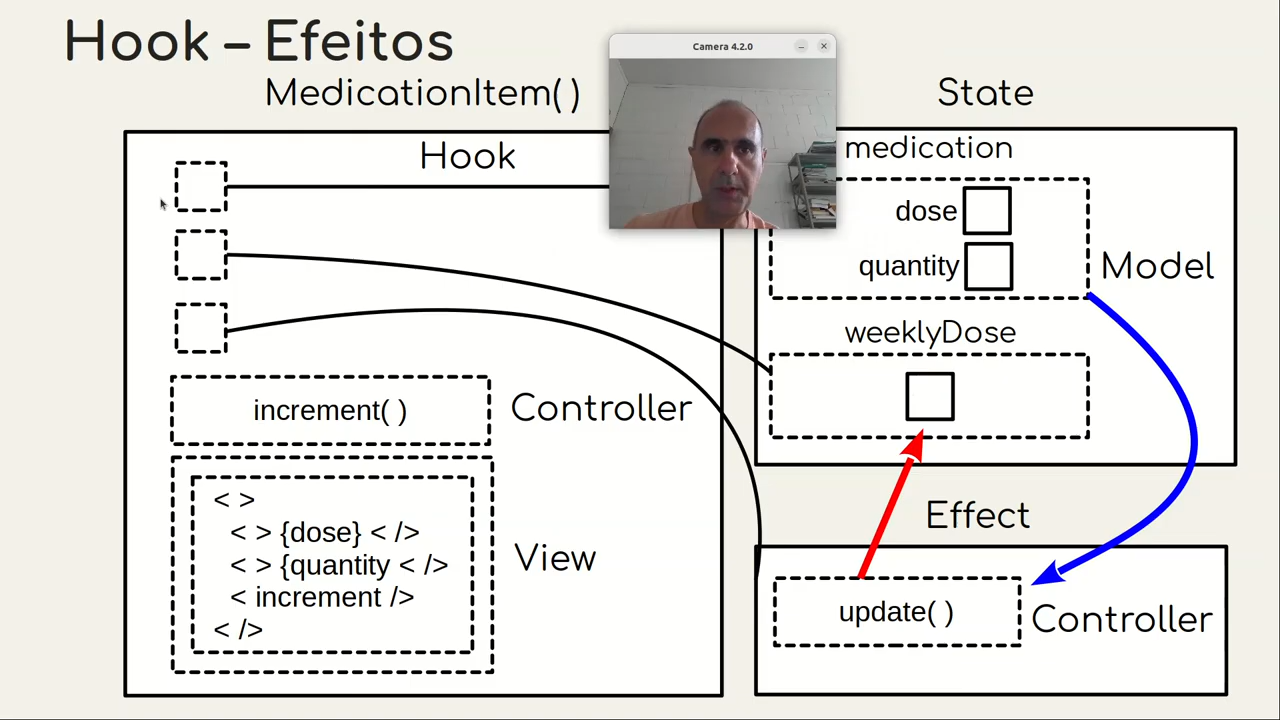 Hook – Efeitos
MedicationItem( )
Camera 4.2.0
State
Hook
medication
dose
quantity
Model
weeklyDose
increment( )
Controller
< >
< > {dose} < />
< > {quantity < />
< increment />
< />
View
Effect
update( )
Controller